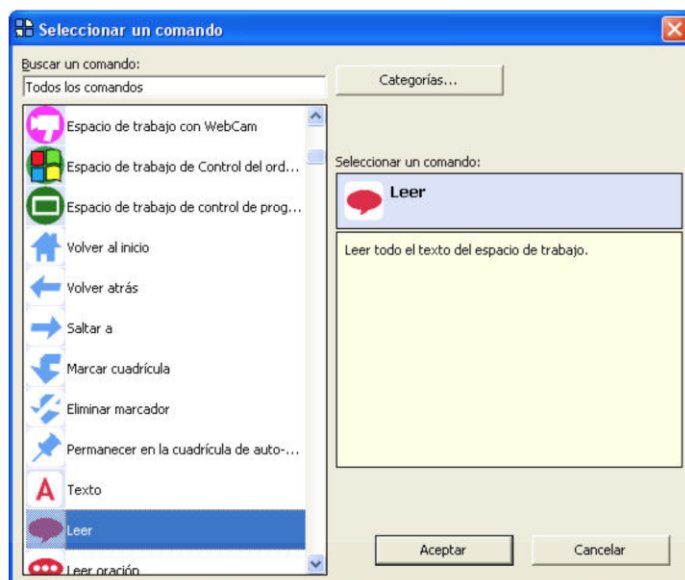 Seleccionar un comando
Buscar un comando:
Todos los comandos
Categorías...
Espacio de trabajo con WebCam
Espacio de trabajo de Control del ord...
Espacio de trabajo de control de prog...
Volver al inicio
Volver atrás
Saltar a
Marcar cuadrícula
Eliminar marcador
Permanecer en la cuadrícula de auto-...
A Texto
Leer
Leer oración
Seleccionar un comando:
Leer
Leer todo el texto del espacio de trabajo.
Aceptar
Cancelar